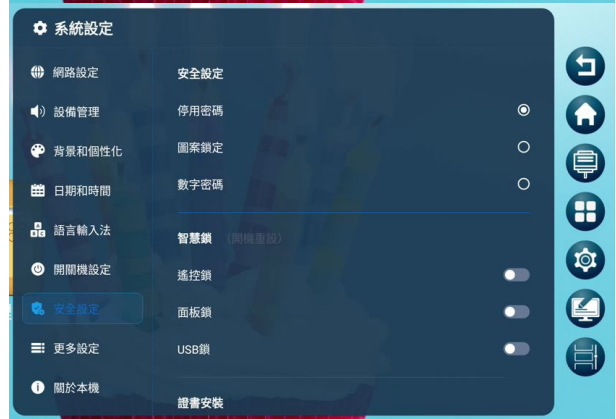 系統設定
網路設定
設備管理
背景和個性化
日期和時間
語言輸入法
開關機設定
安全設定
更多設定
關於本機
安全設定
停用密碼
圖案鎖定
數字密碼
智慧鎖 (開機重設)
遙控鎖
面板鎖
USB鎖
證書安裝